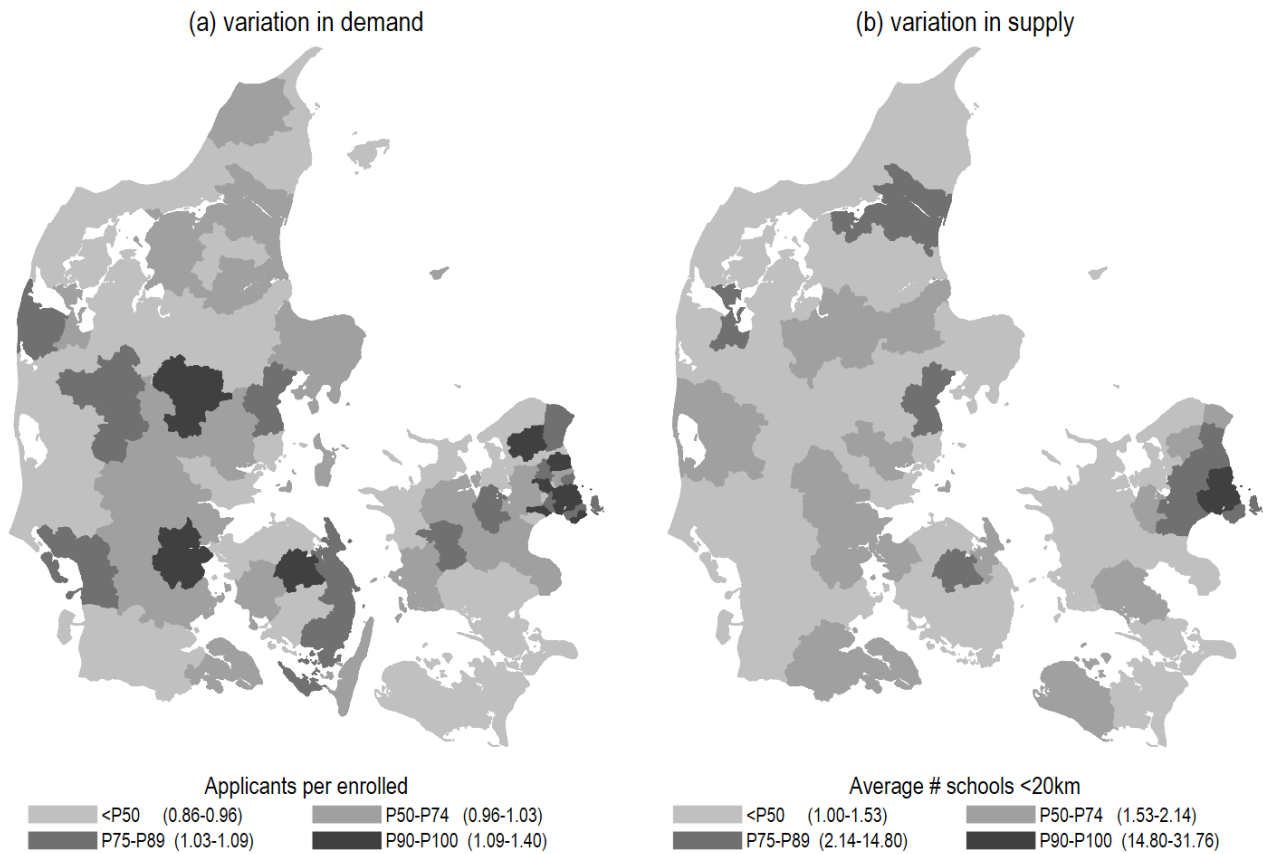 (a) variation in demand
(b) variation in supply
Applicants per enrolled
<P50 (0.86-0.96)
P50-P74 (0.96-1.03)
P75-P89 (1.03-1.09)
P90-P100 (1.09-1.40)
Average # schools <20km
<P50 (1.00-1.53)
P50-P74 (1.53-2.14)
P75-P89 (2.14-14.80)
P90-P100 (14.80-31.76)